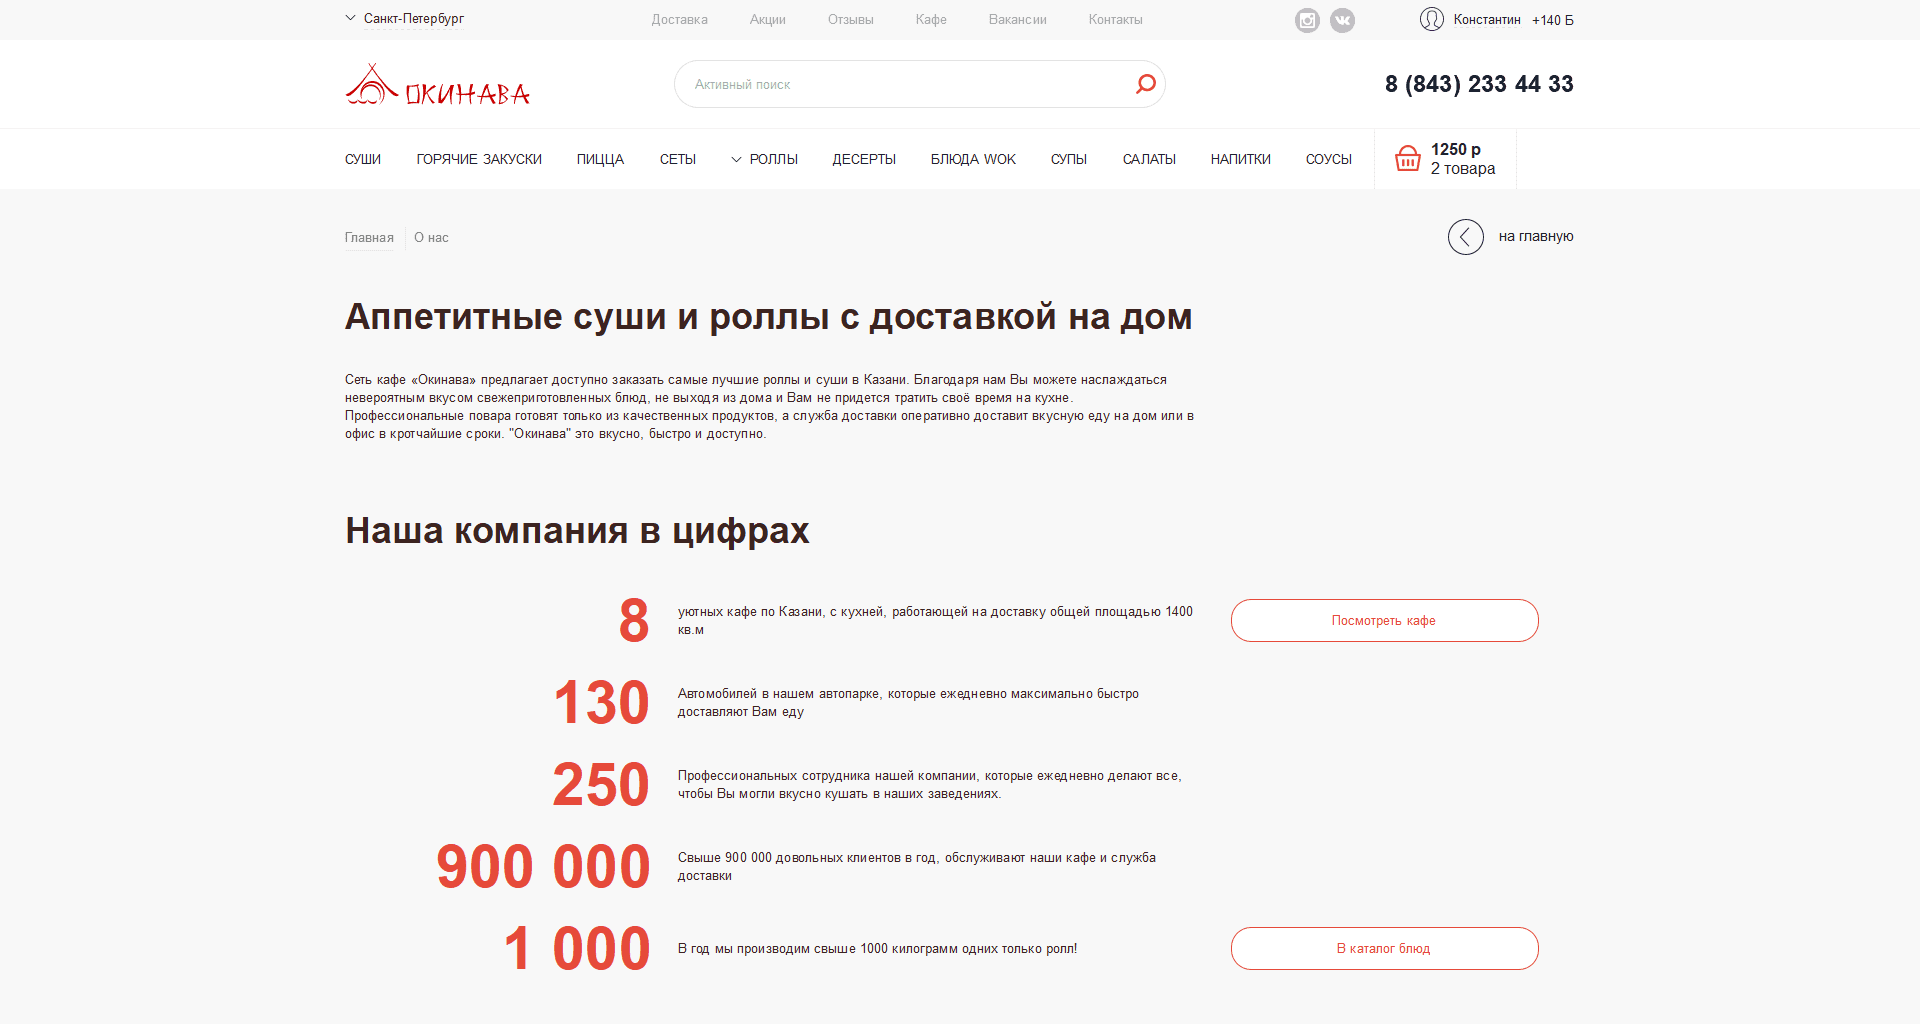 Санкт-Петербург
Доставка Акции Отзывы Кафе Вакансии Контакты
Константин +140 Б
ОКИНАВА
Активный поиск
8 (843) 233 44 33
СУШИ ГОРЯЧИЕ ЗАКУСКИ ПИЦЦА СЕТЫ РОЛЛЫ ДЕСЕРТЫ БЛЮДА WOK СУПЫ САЛАТЫ НАПИТКИ СОУСЫ
1250 р
2 товара
Главная О нас
на главную
Аппетитные суши и роллы с доставкой на дом
Сеть кафе «Окинава» предлагает доступно заказать самые лучшие роллы и суши в Казани. Благодаря нам Вы можете наслаждаться
невероятным вкусом свежеприготовленных блюд, не выходя из дома и Вам не придется тратить своё время на кухне.
Профессиональные повара готовят только из качественных продуктов, а служба доставки оперативно доставит вкусную еду на дом или в
офис в кротчайшие сроки. "Окинава" это вкусно, быстро и доступно.
Наша компания в цифрах
8
уютных кафе по Казани, с кухней, работающей на доставку общей площадью 1400
кв.м
Посмотреть кафе
130
Автомобилей в нашем автопарке, которые ежедневно максимально быстро
доставляют Вам еду
250
Профессиональных сотрудника нашей компании, которые ежедневно делают все,
чтобы Вы могли вкусно кушать в наших заведениях.
900 000
Свыше 900 000 довольных клиентов в год, обслуживают наши кафе и служба
доставки
1 000
В год мы производим свыше 1000 килограмм одних только ролл!
В каталог блюд